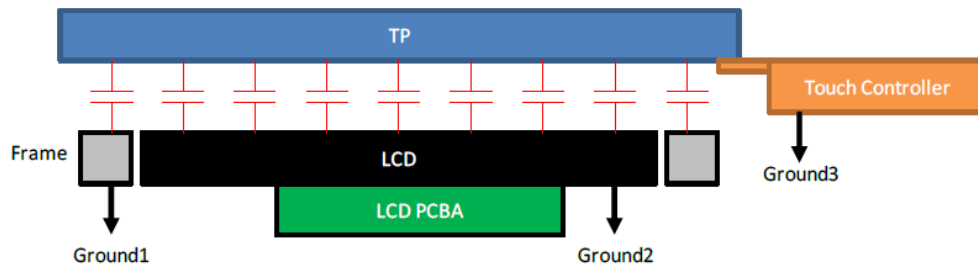 TP
Touch Controller
Frame
LCD
Ground3
LCD PCBA
Ground1
Ground2